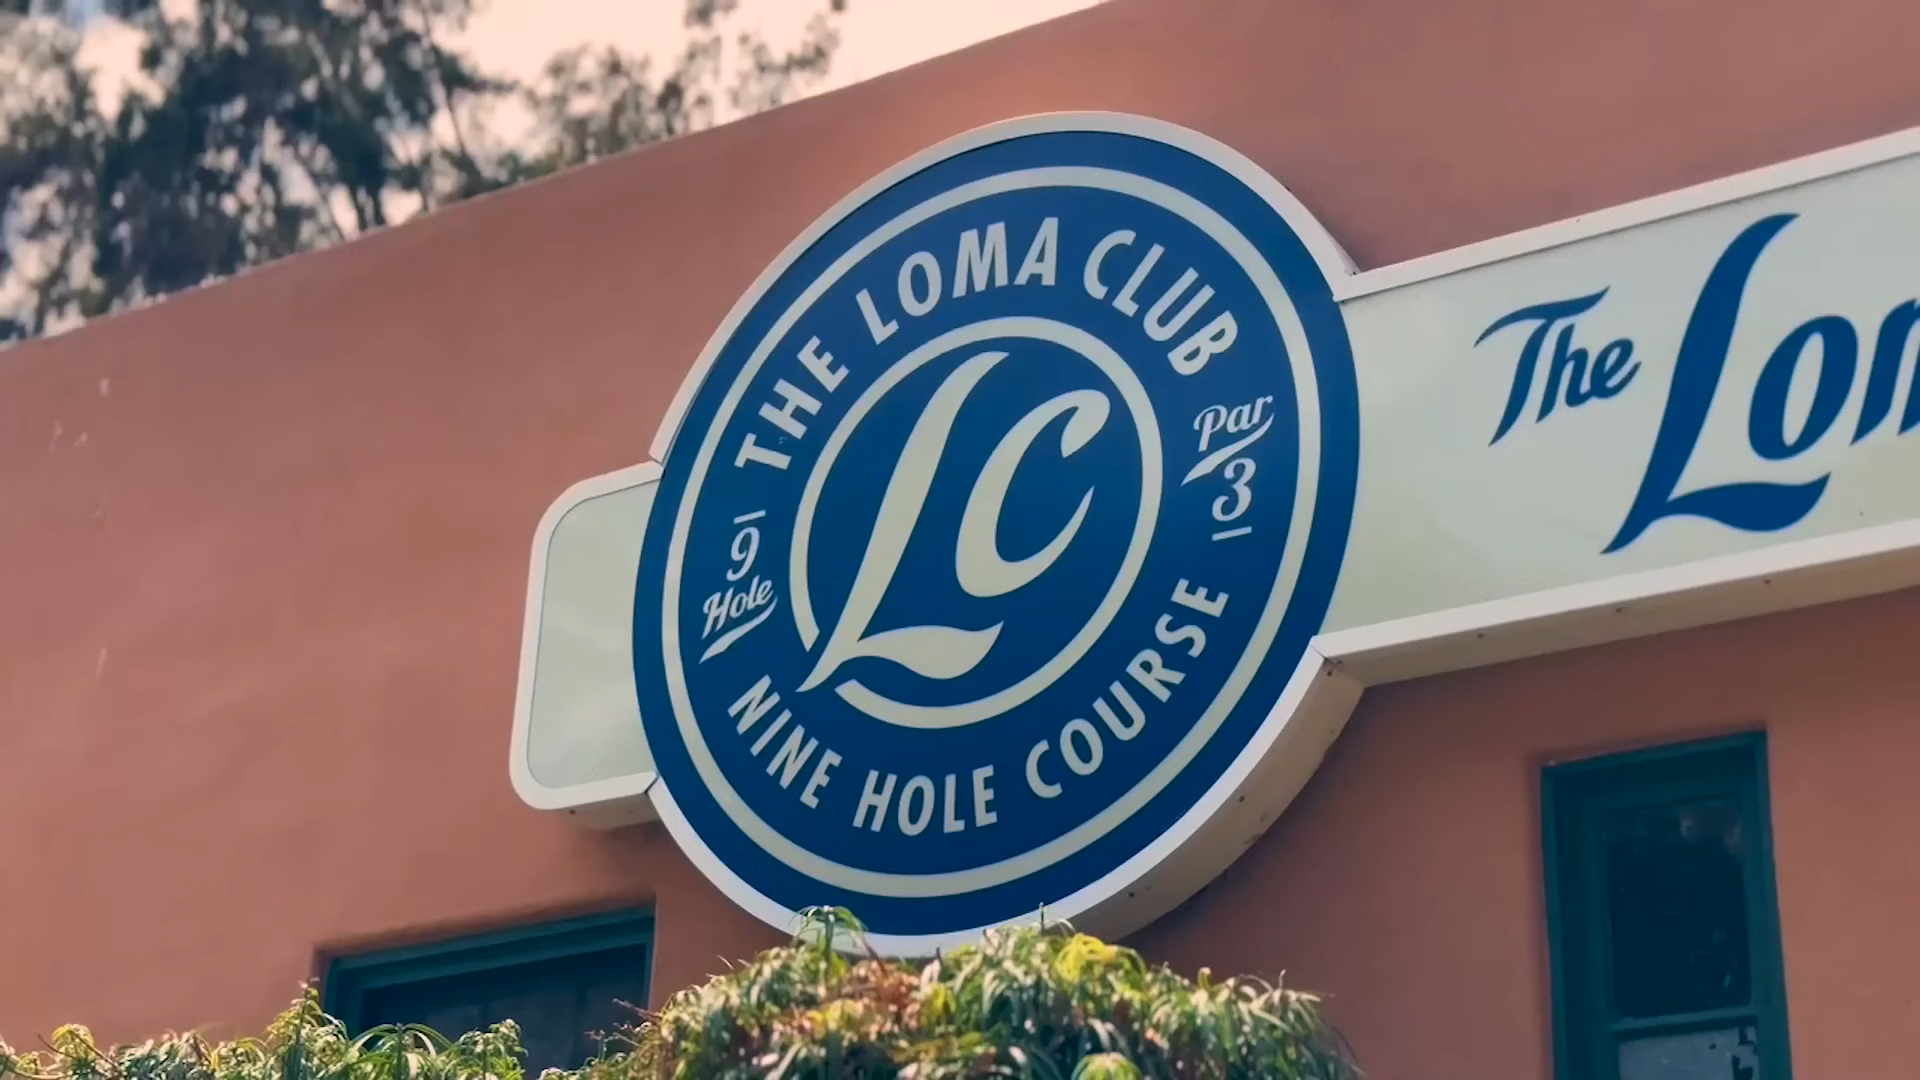 THE LOMA CLUB
Par
3
9
Hole
LC
NINE HOLE COURSE
The